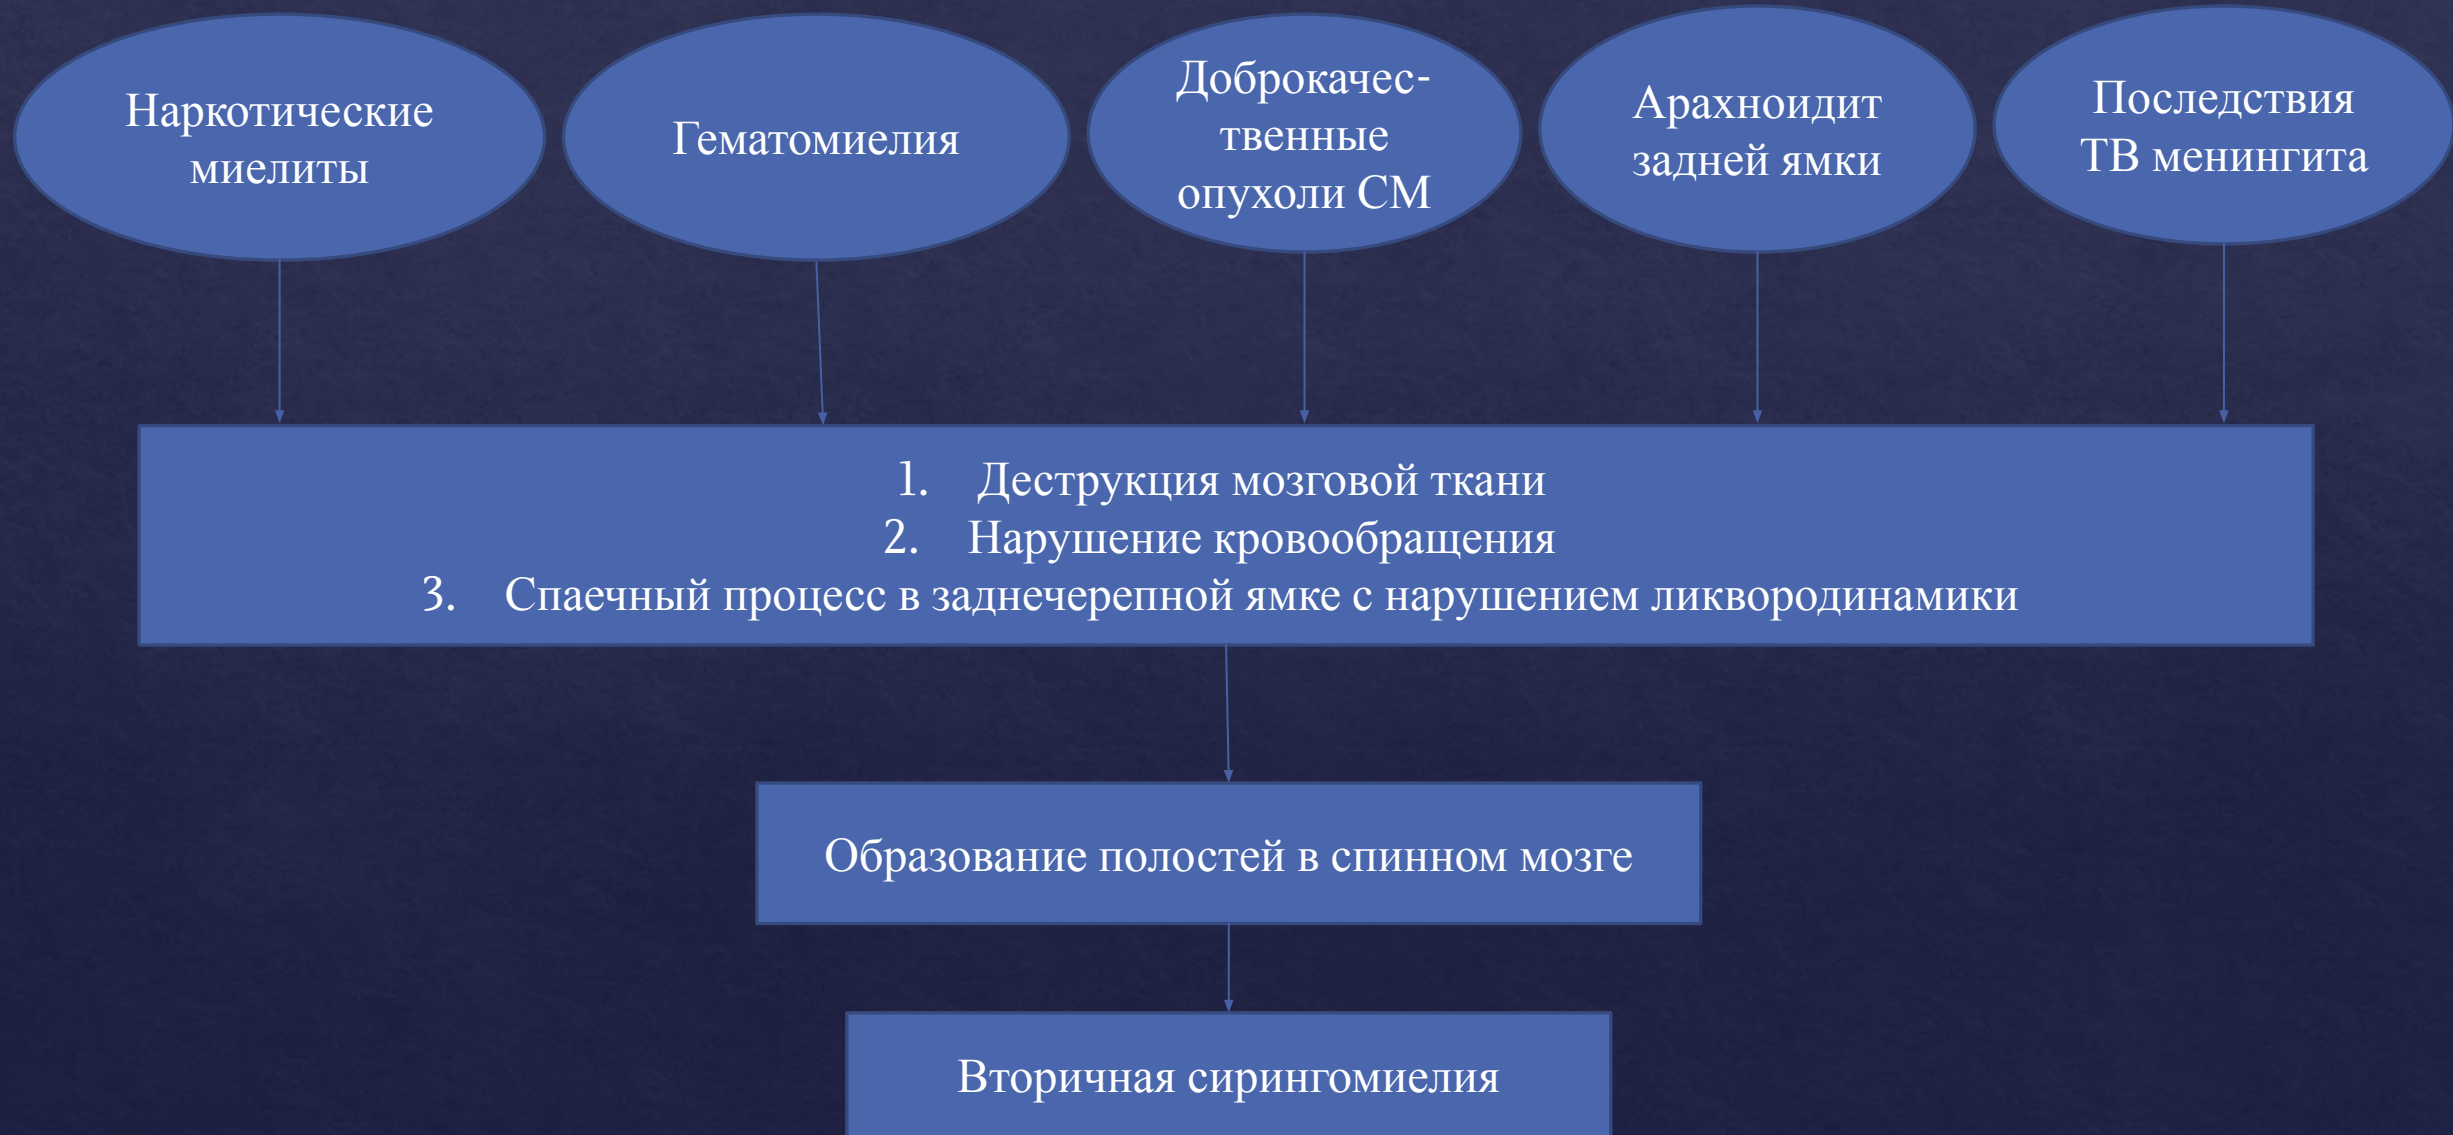 Наркотические
миелиты
Гематомиелия
Доброкачес-
твенные
опухоли СМ
Арахноидит
задней ямки
Последствия
ТВ менингита
1. Деструкция мозговой ткани
2. Нарушение кровообращения
3. Спаечный процесс в заднечерепной ямке с нарушением ликвородинамики
Образование полостей в спинном мозге
Вторичная сирингомиелия